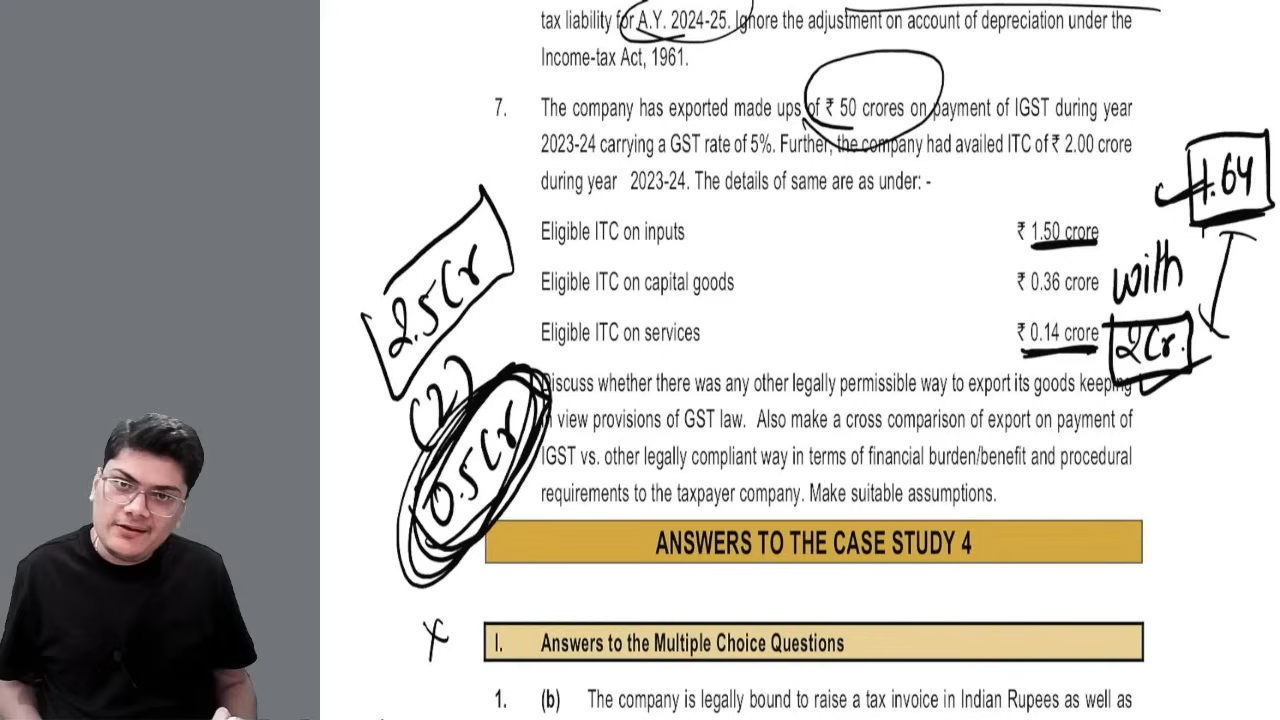 tax liability for A.Y. 2024-25. Ignore the adjustment on account of depreciation under the
Income-tax Act, 1961.
7. The company has exported made ups of ₹ 50 crores on payment of IGST during year
2023-24 carrying a GST rate of 5%. Further, the company had availed ITC of ₹ 2.00 crore
during year 2023-24. The details of same are as under: -
1.64
Eligible ITC on inputs ₹ 1.50 crore
Eligible ITC on capital goods ₹ 0.36 crore
with
2.5Cr
Eligible ITC on services ₹ 0.14 crore
2Cr.
(2)
0.5Cr
Discuss whether there was any other legally permissible way to export its goods keeping
in view provisions of GST law. Also make a cross comparison of export on payment of
IGST vs. other legally compliant way in terms of financial burden/benefit and procedural
requirements to the taxpayer company. Make suitable assumptions.
ANSWERS TO THE CASE STUDY 4
I. Answers to the Multiple Choice Questions
1. (b) The company is legally bound to raise a tax invoice in Indian Rupees as well as